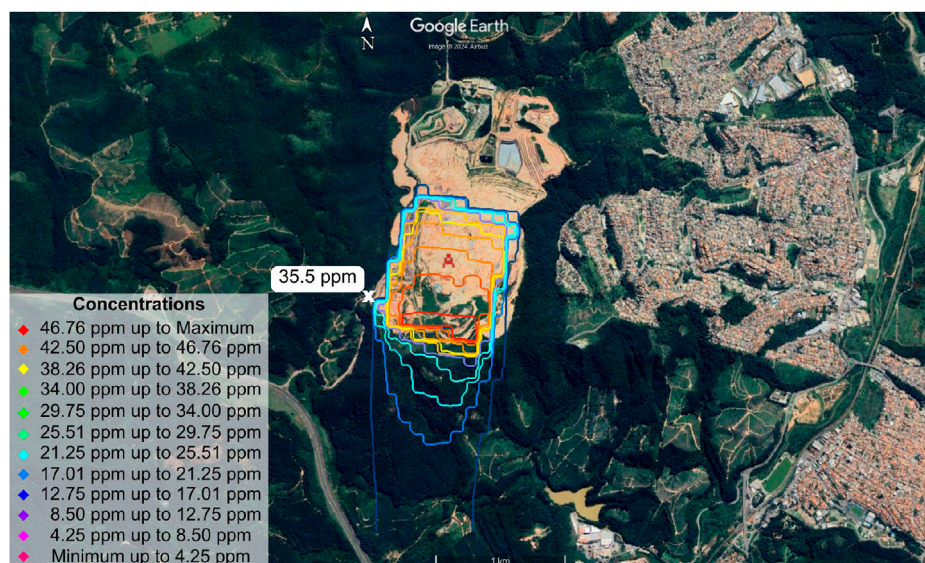 Google Earth
Image © 2024 Airbus
N
A
35.5 ppm
Concentrations
46.76 ppm up to Maximum
42.50 ppm up to 46.76 ppm
38.26 ppm up to 42.50 ppm
34.00 ppm up to 38.26 ppm
29.75 ppm up to 34.00 ppm
25.51 ppm up to 29.75 ppm
21.25 ppm up to 25.51 ppm
17.01 ppm up to 21.25 ppm
12.75 ppm up to 17.01 ppm
8.50 ppm up to 12.75 ppm
4.25 ppm up to 8.50 ppm
Minimum up to 4.25 ppm
1 km